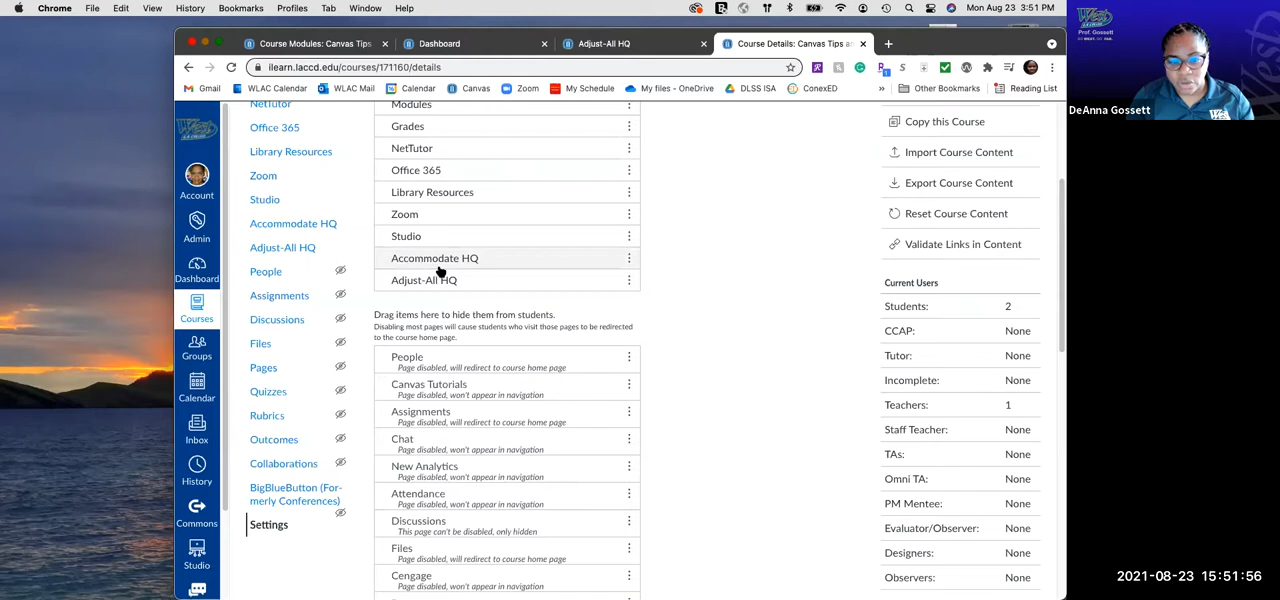 Chrome File Edit View History Bookmarks Profiles Tab Window Help Mon Aud 23 3:51 PM
Course Modules: Canvas Tips
Dashboard
Adjust-All HQ
Course Details: Canvas Tips an
ilearn.laccd.edu/courses/171160/details
Gmail WLAC Calendar WLAC Mail Calendar Canvas Zoom My Schedule My files - OneDrive DLSS ISA ConexED » Other Bookmarks Reading List
West
Prof. Gossett
GO WEST. GO FAR.
DeAnna Gossett
Account
Admin
Dashboard
Courses
Groups
Calendar
Inbox
History
Commons
Studio
NetTutor
Office 365
Library Resources
Zoom
Studio
Accommodate HQ
Adjust-All HQ
People
Assignments
Discussions
Files
Pages
Quizzes
Rubrics
Outcomes
Collaborations
BigBlueButton (For-
merly Conferences)
Settings
Modules
Grades
NetTutor
Office 365
Library Resources
Zoom
Studio
Accommodate HQ
Adjust-All HQ
Drag items here to hide them from students.
Disabling most pages will cause students who visit those pages to be redirected
to the course home page.
People
Page disabled, will redirect to course home page
Canvas Tutorials
Page disabled, won't appear in navigation
Assignments
Page disabled, will redirect to course home page
Chat
Page disabled, won't appear in navigation
New Analytics
Page disabled, won't appear in navigation
Attendance
Page disabled, won't appear in navigation
Discussions
This page can't be disabled, only hidden
Files
Page disabled, will redirect to course home page
Cengage
Page disabled, won't appear in navigation
Copy this Course
Import Course Content
Export Course Content
Reset Course Content
Validate Links in Content
Current Users
Students: 2
CCAP: None
Tutor: None
Incomplete: None
Teachers: 1
Staff Teacher: None
TAs: None
Omni TA: None
PM Mentee: None
Evaluator/Observer: None
Designers: None
Observers: None
2021-08-23 15:51:56